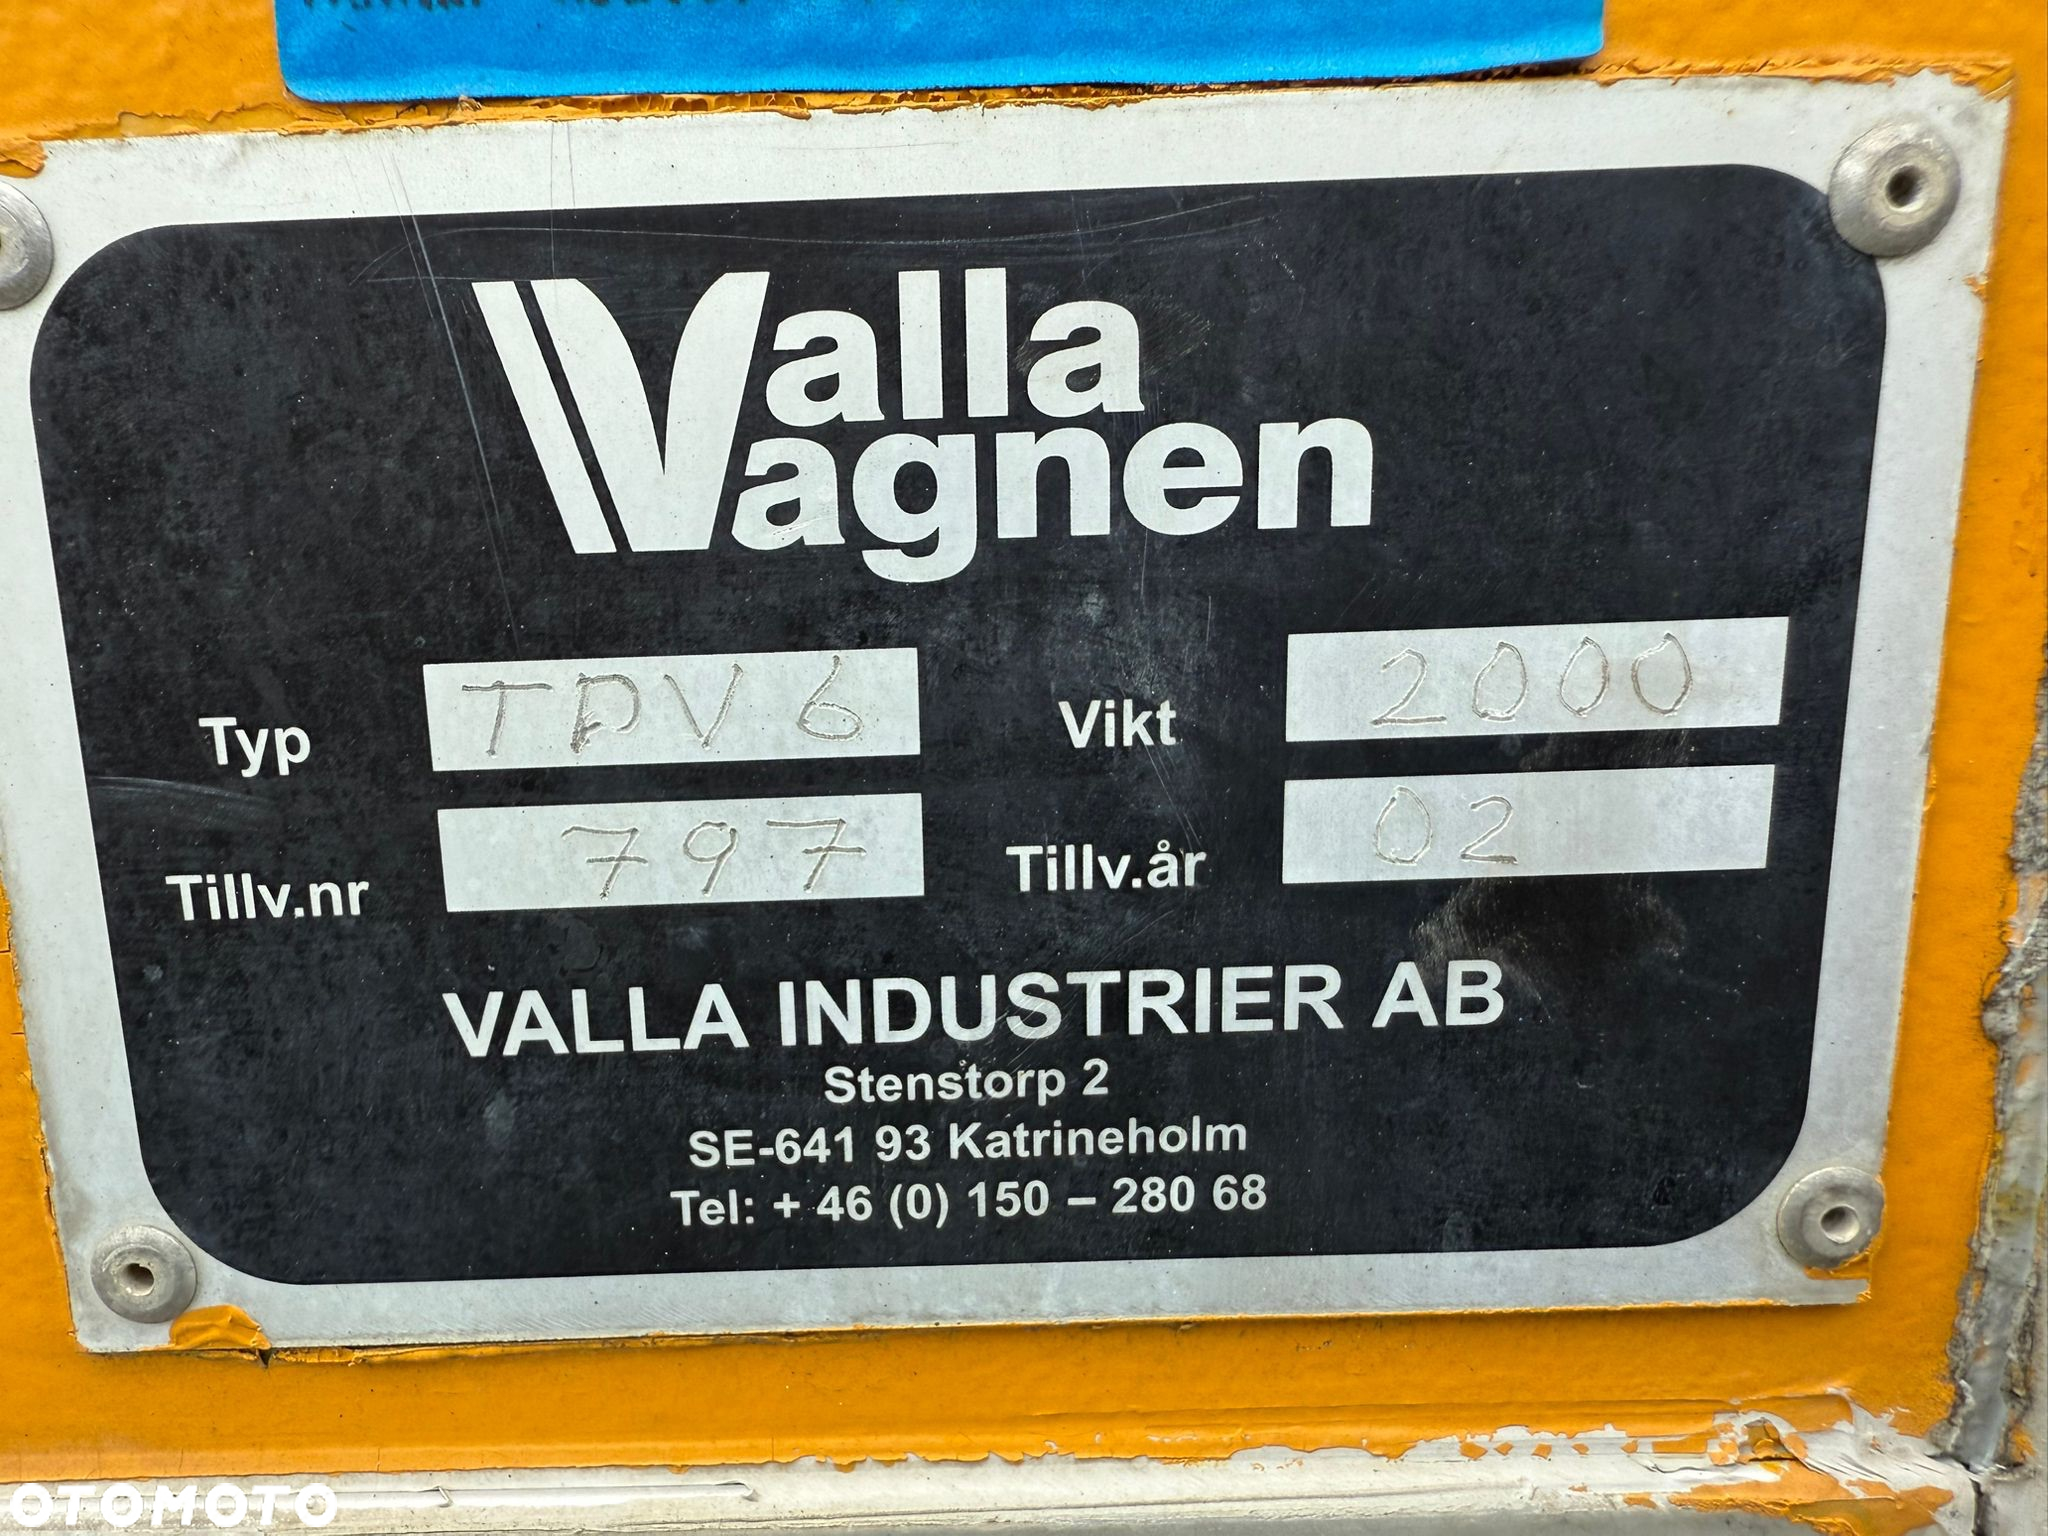 Valla
Vagnen
Typ TDV 6 Vikt 2000
Tillv.nr 797 Tillv.år 02
VALLA INDUSTRIER AB
Stenstorp 2
SE-641 93 Katrineholm
Tel: + 46 (0) 150 – 280 68
OTOMOTO